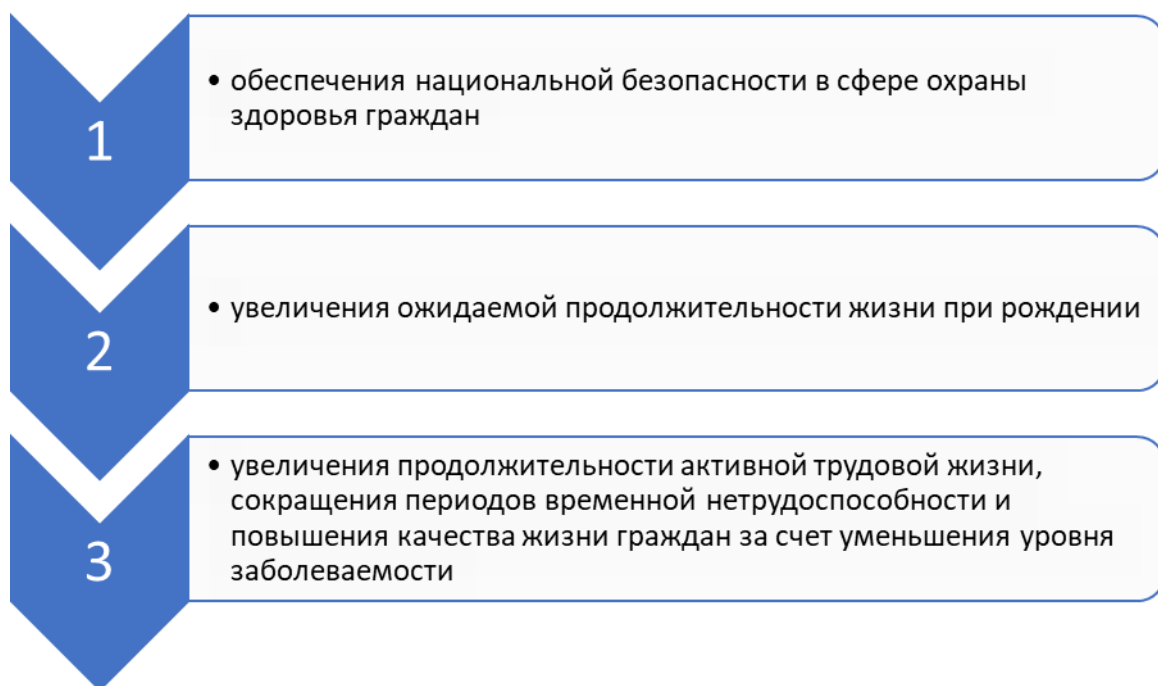 1
• обеспечения национальной безопасности в сфере охраны
здоровья граждан
2
• увеличения ожидаемой продолжительности жизни при рождении
3
• увеличения продолжительности активной трудовой жизни,
сокращения периодов временной нетрудоспособности и
повышения качества жизни граждан за счет уменьшения уровня
заболеваемости